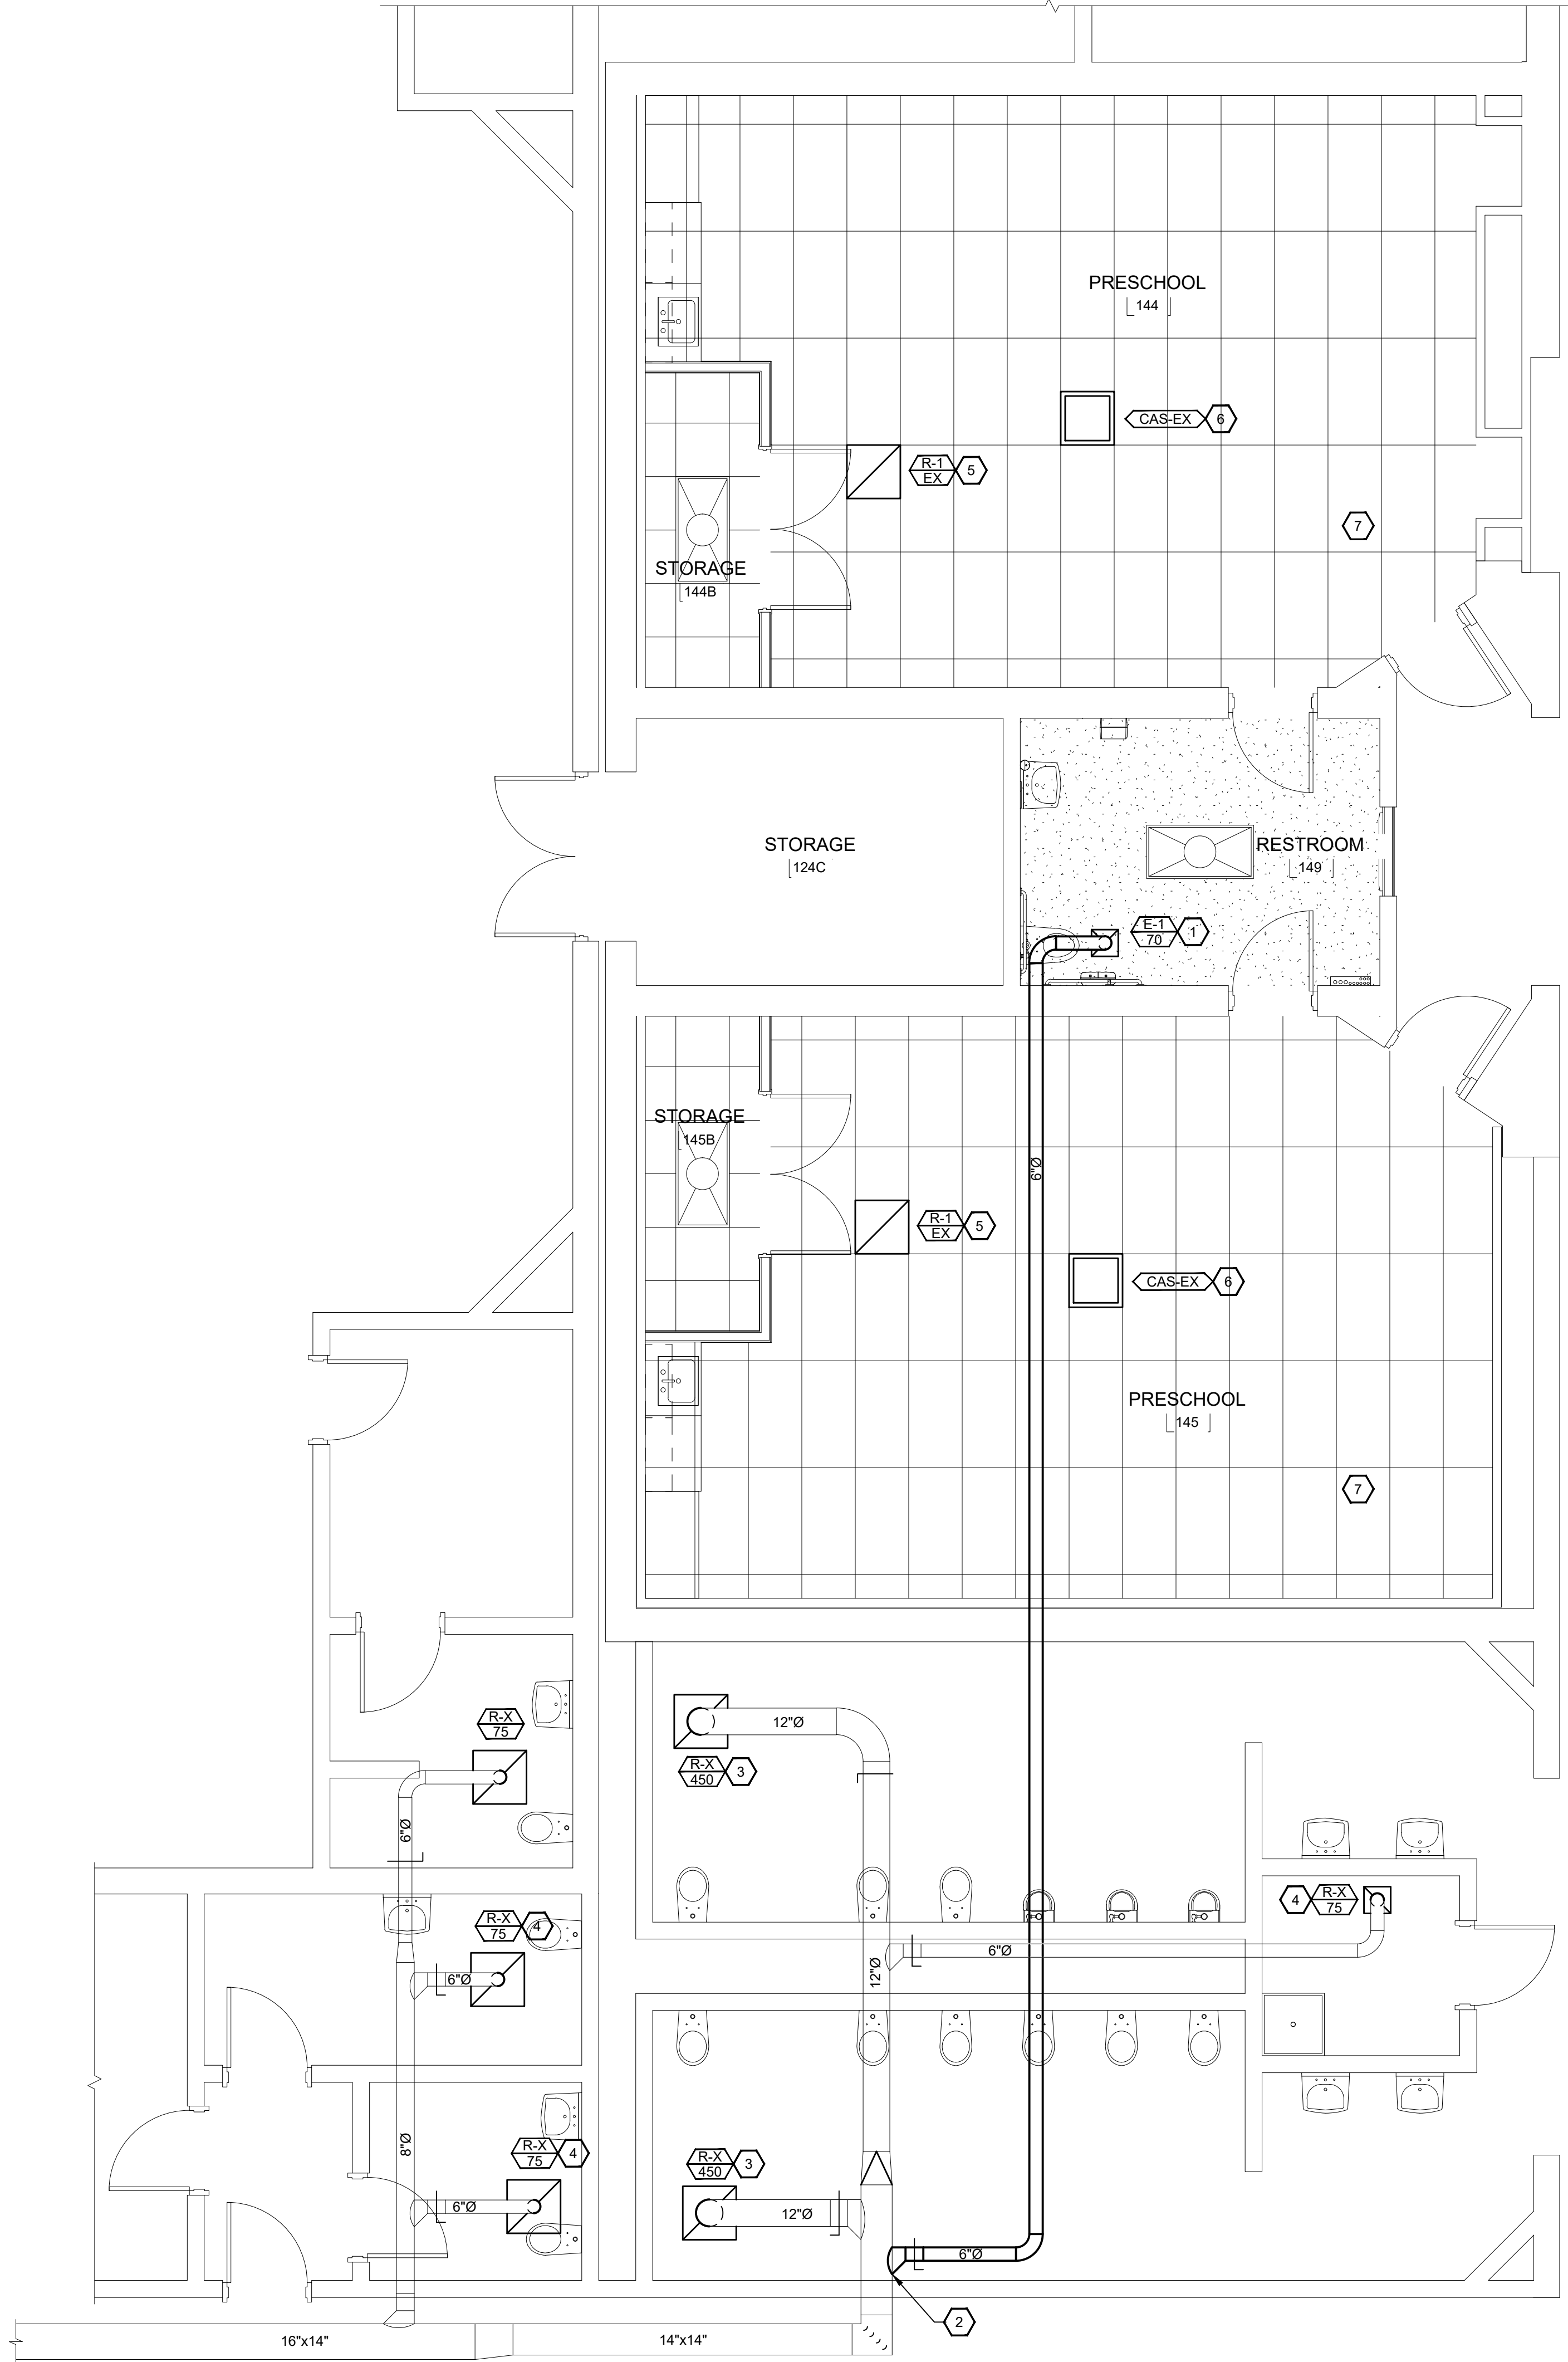 PRESCHOOL
144
CAS-EX 6
R-1
EX
5
7
STORAGE
144B
STORAGE
124C
RESTROOM
149
E-1
70
1
STORAGE
145B
6"Ø
R-1
EX
5
CAS-EX 6
PRESCHOOL
145
7
R-X
75
12"Ø
R-X
450
3
6"Ø
R-X
75
4
4
R-X
75
6"Ø
12"Ø
6"Ø
8"Ø
R-X
75
4
R-X
450
3
6"Ø
12"Ø
6"Ø
2
16"x14"
14"x14"